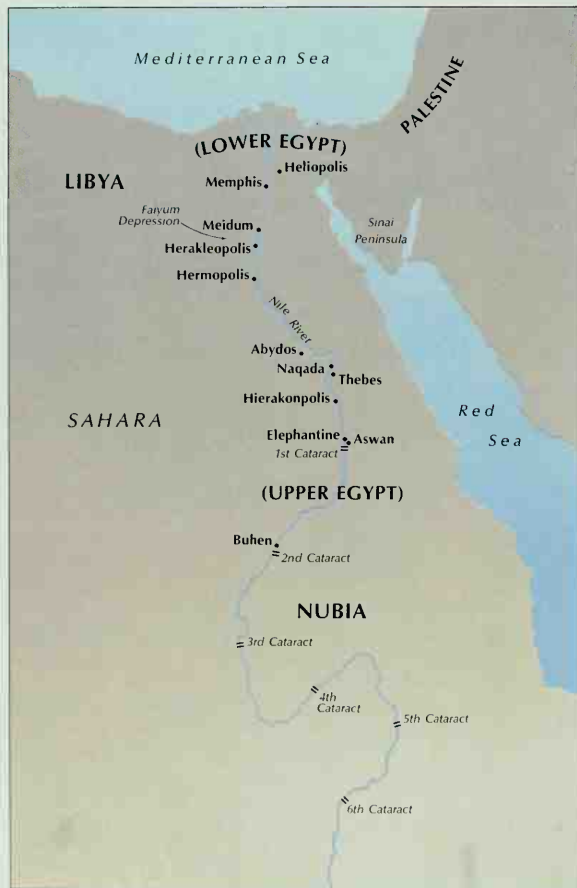 Mediterranean Sea
PALESTINE
(LOWER EGYPT)
Heliopolis
LIBYA
Memphis
Faiyum
Depression
Meidum
Sinai
Peninsula
Herakleopolis
Hermopolis
Nile River
Abydos
Naqada
Thebes
Hierakonpolis
SAHARA
Red
Sea
Elephantine
Aswan
1st Cataract
(UPPER EGYPT)
Buhen
2nd Cataract
NUBIA
3rd Cataract
4th
Cataract
5th Cataract
6th Cataract